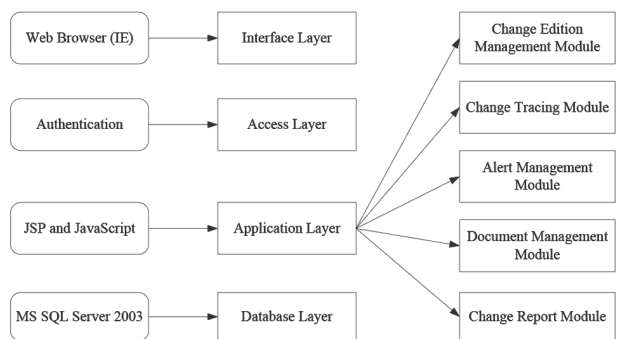 Web Browser (IE)
Interface Layer
Change Edition
Management Module
Authentication
Access Layer
Change Tracing Module
Alert Management
Module
JSP and JavaScript
Application Layer
Document Management
Module
MS SQL Server 2003
Database Layer
Change Report Module